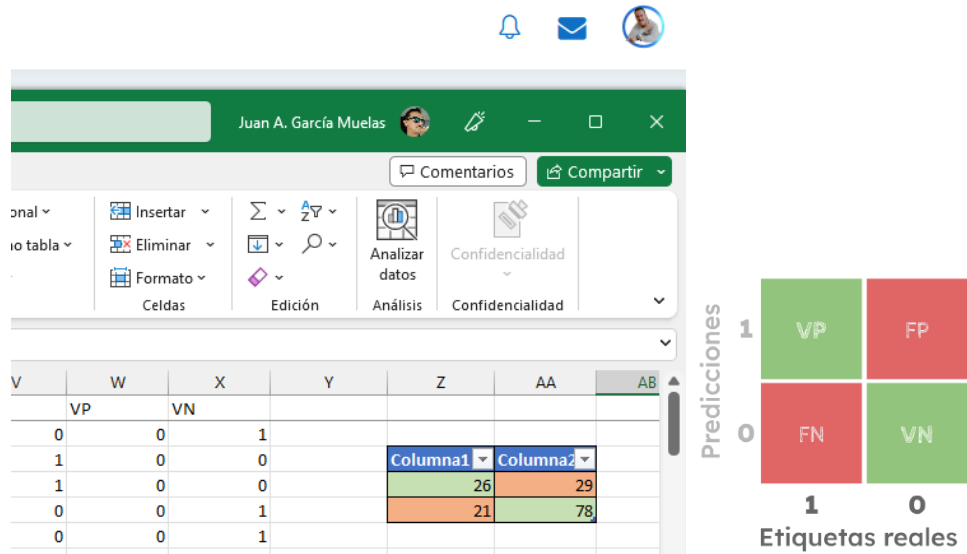 Juan A. García Muelas
Comentarios
Compartir
onal
Insertar
o tabla
Eliminar
Formato
Analizar
datos
Confidencialidad
Celdas
Edición
Análisis
Confidencialidad
V W X Y Z AA AB
VP VN
0 0 1
1 0 0 Columna1 Columna2
1 0 0 26 29
0 0 1 21 78
0 0 1
Predicciones
1 VP FP
0 FN VN
1 0
Etiquetas reales